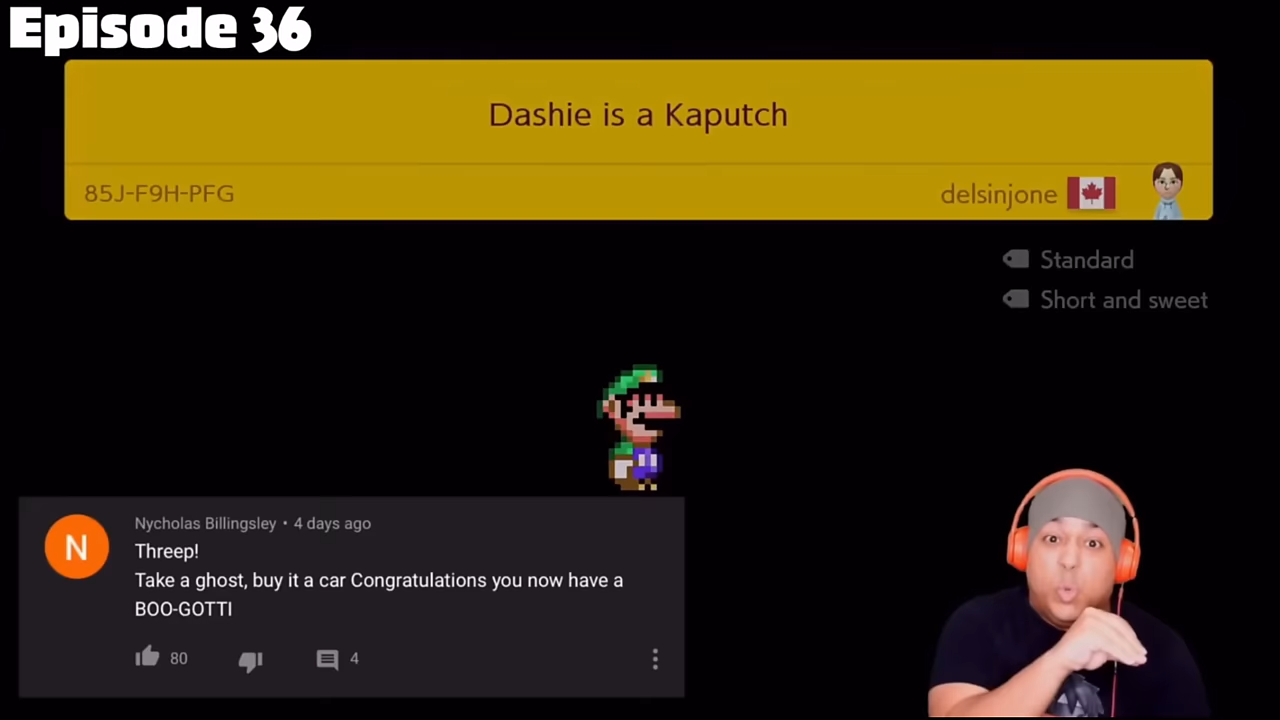 Episode 36
Dashie is a Kaputch
85J-F9H-PFG
delsinjone
Standard
Short and sweet
N
Nycholas Billingsley • 4 days ago
Threep!
Take a ghost, buy it a car Congratulations you now have a
BOO-GOTTI
80
4